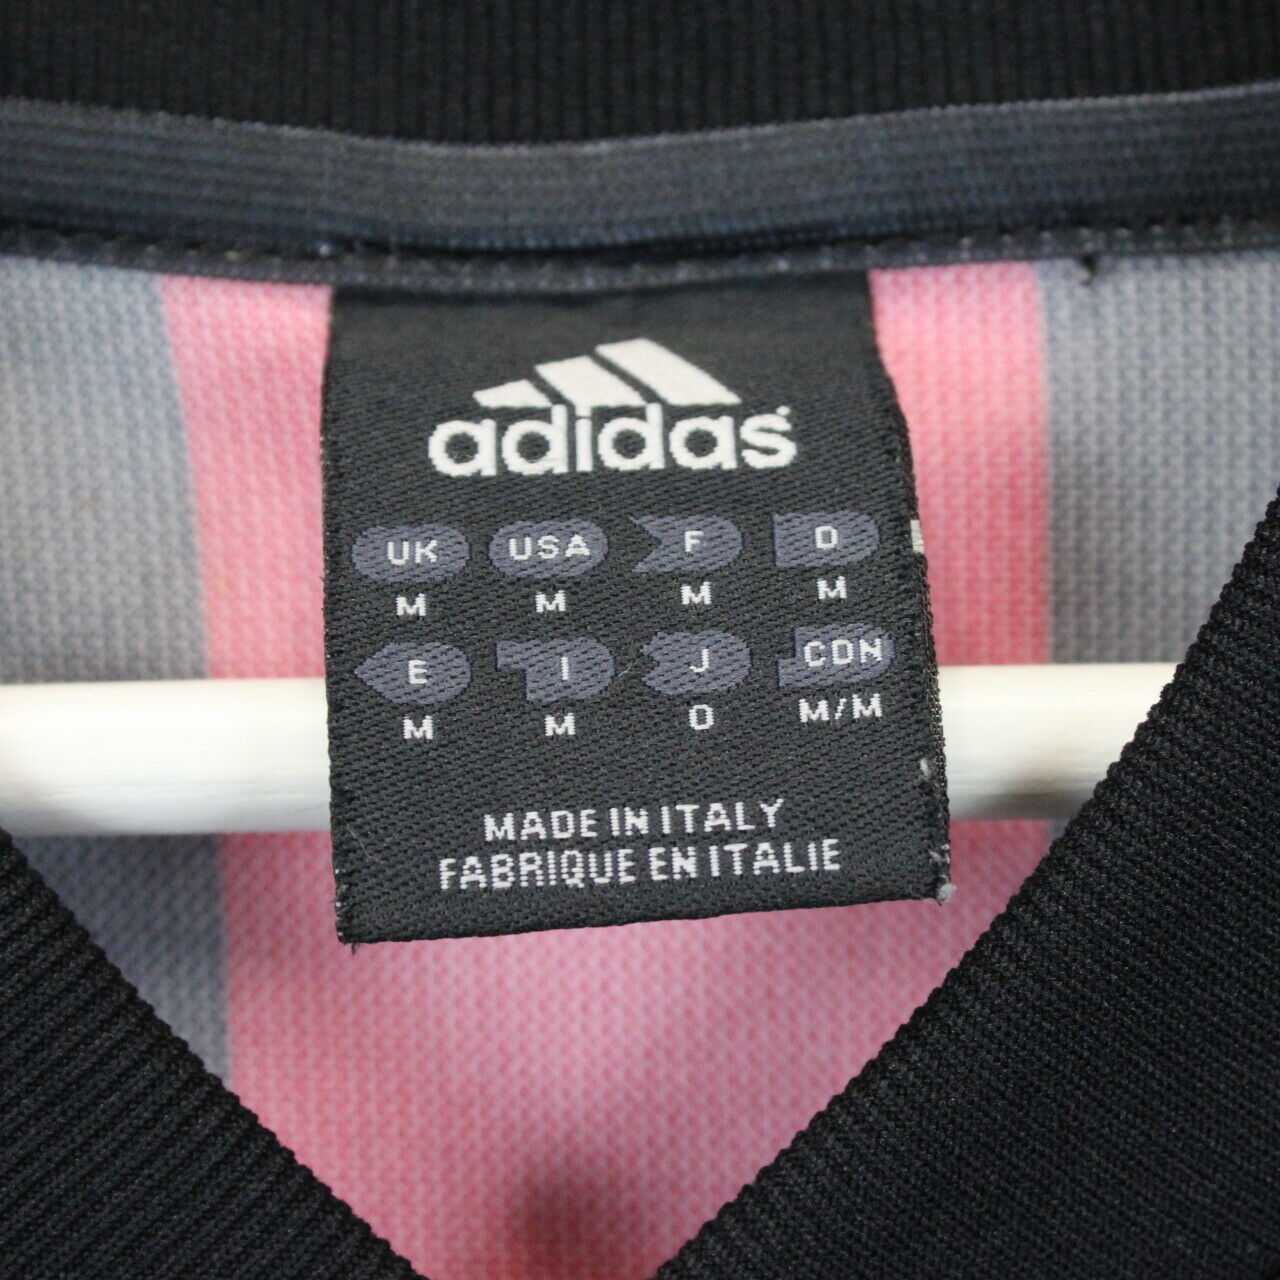 adidas
UK USA F D
M M M M
E I J CDN
M M O M/M
MADE IN ITALY
FABRIQUE EN ITALIE